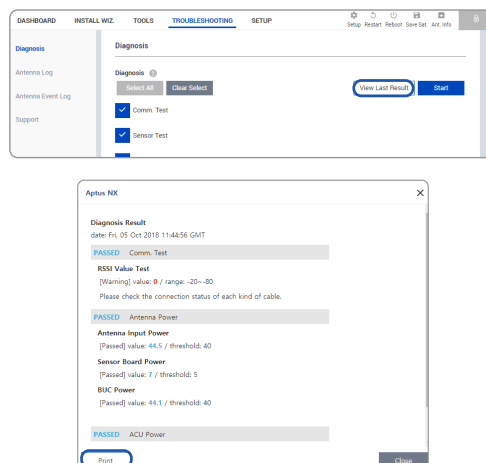 DASHBOARD INSTALL WIZ. TOOLS TROUBLESHOOTING SETUP
Setup Restart Reboot Save Sat. Ant. Info
Diagnosis
Antenna Log
Antenna Event Log
Support
Diagnosis
Diagnosis
Select All Clear Select View Last Result Start
Comm. Test
Sensor Test
Aptus NX
Diagnosis Result
date: Fri, 05 Oct 2018 11:44:56 GMT
PASSED Comm. Test
RSSI Value Test
[Warning] value: 0 / range: -20~-80
Please check the connection status of each kind of cable.
PASSED Antenna Power
Antenna Input Power
[Passed] value: 44.5 / threshold: 40
Sensor Board Power
[Passed] value: 7 / threshold: 5
BUC Power
[Passed] value: 44.1 / threshold: 40
PASSED ACU Power
Print Close